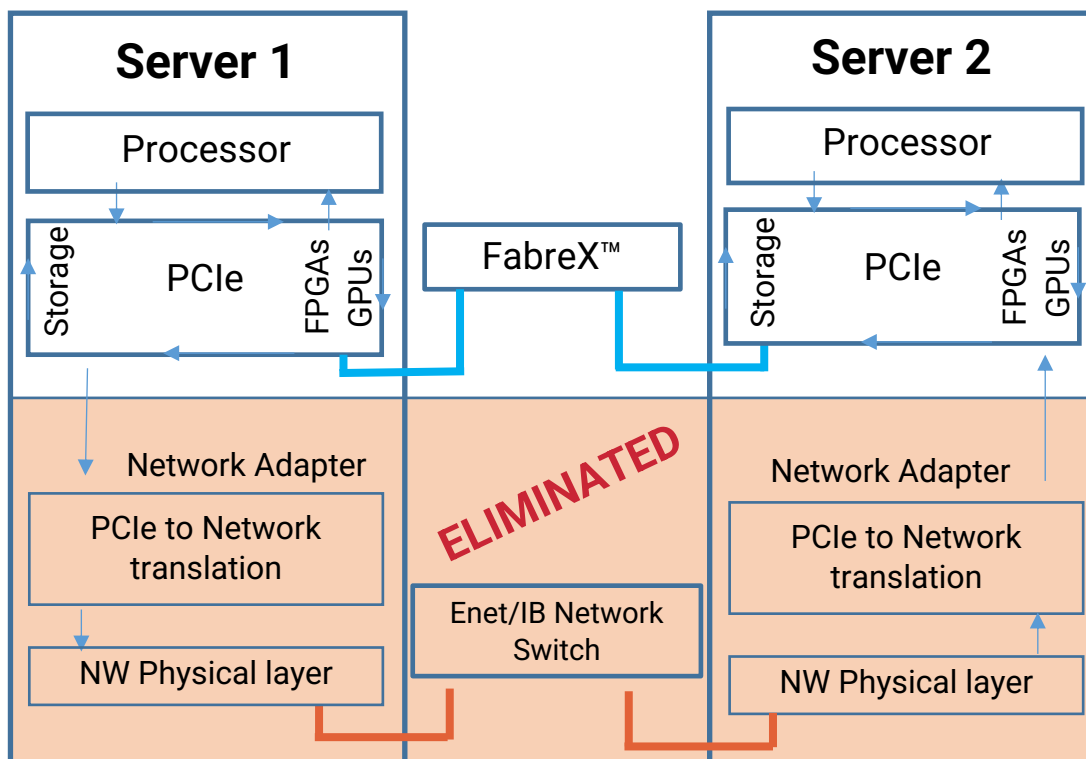 Server 1
Processor
Storage
PCIe
FPGAs
GPUs
FabreX™
Server 2
Processor
Storage
PCIe
FPGAs
GPUs
Network Adapter
PCIe to Network
translation
NW Physical layer
ELIMINATED
Enet/IB Network
Switch
Network Adapter
PCIe to Network
translation
NW Physical layer